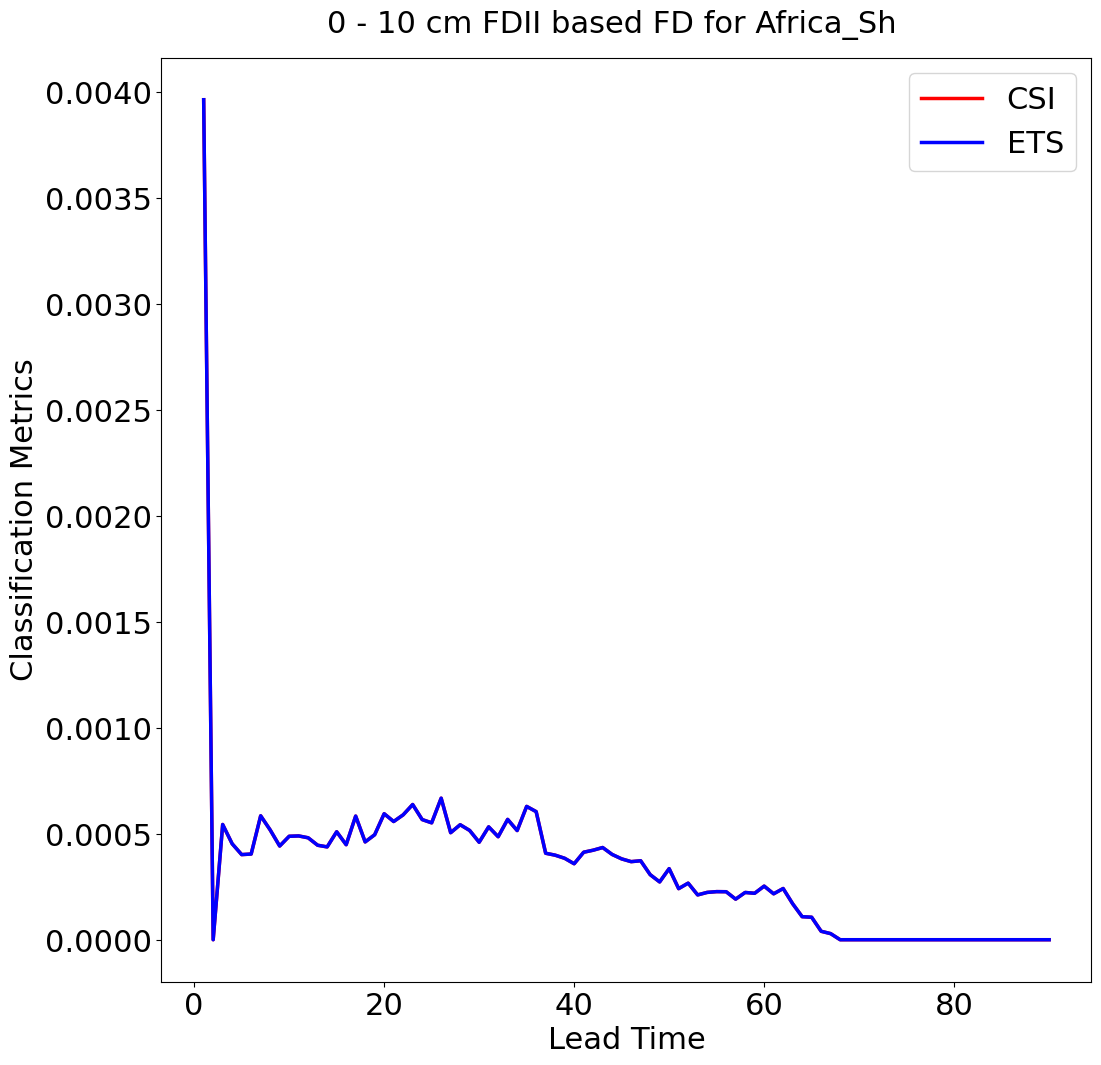 0 - 10 cm FDII based FD for Africa_Sh
CSI
ETS
Classification Metrics
0.0040
0.0035
0.0030
0.0025
0.0020
0.0015
0.0010
0.0005
0.0000
0 20 40 60 80
Lead Time